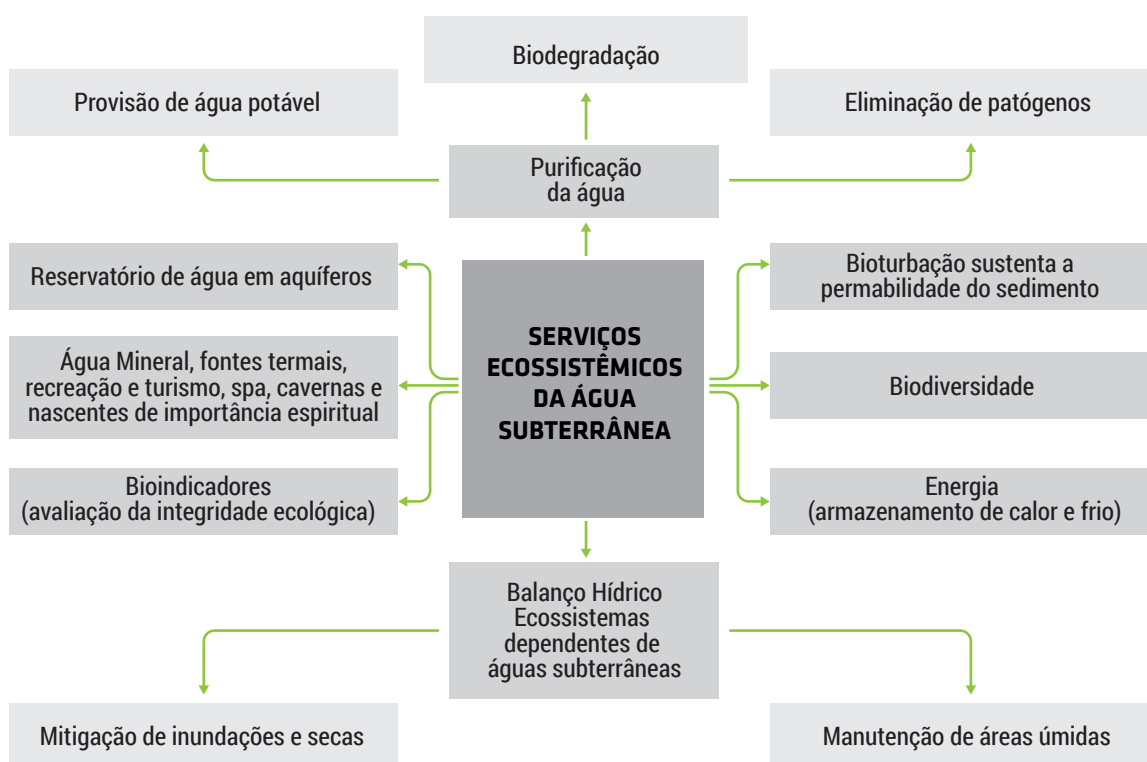 Biodegradação
Provisão de água potável
Eliminação de patógenos
Purificação
da água
Reservatório de água em aquíferos
Bioturbação sustenta a
permabilidade do sedimento
SERVIÇOS
ECOSSISTÊMICOS
DA ÁGUA
SUBTERRÂNEA
Água Mineral, fontes termais,
recreação e turismo, spa, cavernas e
nascentes de importância espiritual
Biodiversidade
Bioindicadores
(avaliação da integridade ecológica)
Energia
(armazenamento de calor e frio)
Balanço Hídrico
Ecossistemas
dependentes de
águas subterrâneas
Mitigação de inundações e secas
Manutenção de áreas úmidas